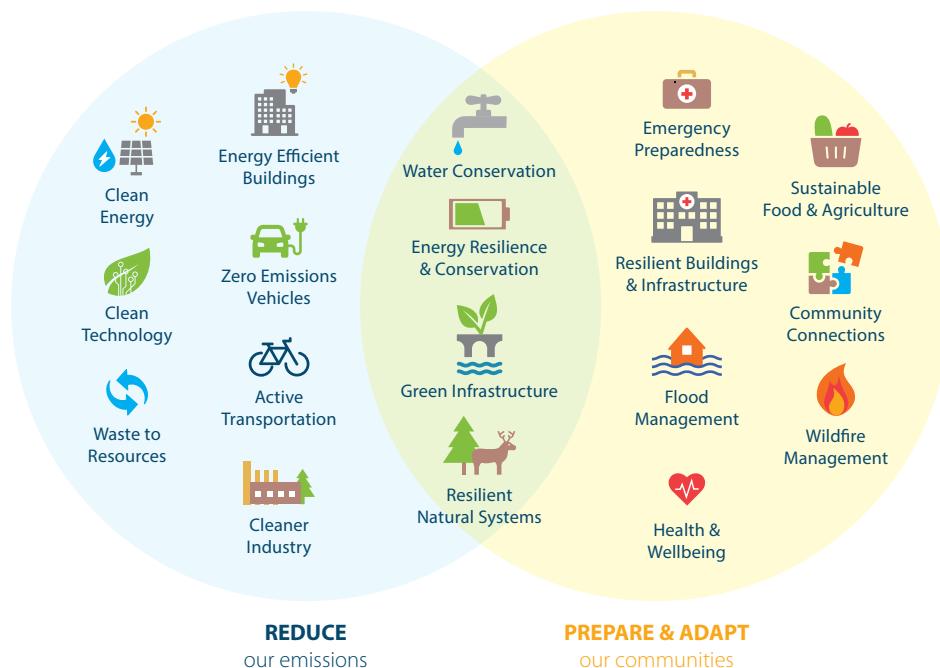 Clean
Energy
Clean
Technology
Waste to
Resources
Energy Efficient
Buildings
Zero Emissions
Vehicles
Active
Transportation
Cleaner
Industry
Water Conservation
Energy Resilience
& Conservation
Green Infrastructure
Resilient
Natural Systems
Emergency
Preparedness
Resilient Buildings
& Infrastructure
Flood
Management
Health &
Wellbeing
Sustainable
Food & Agriculture
Community
Connections
Wildfire
Management
REDUCE
our emissions
PREPARE & ADAPT
our communities